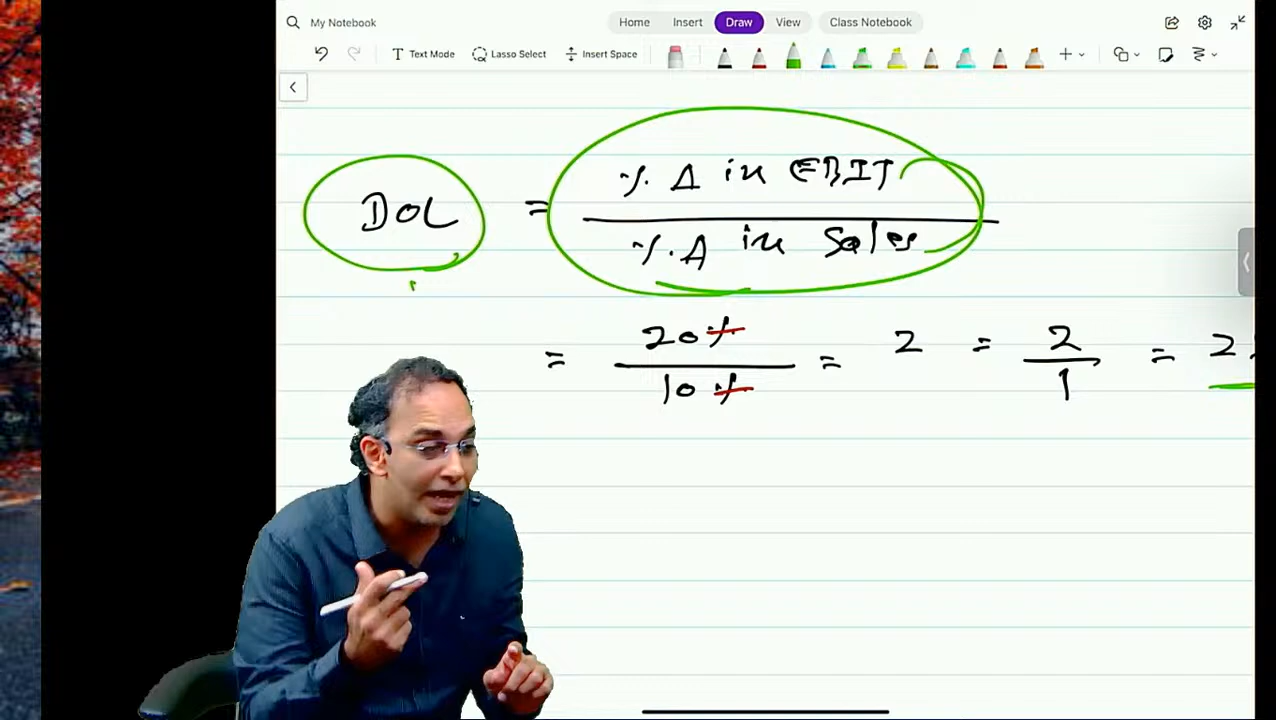 My Notebook
Home Insert Draw View Class Notebook
Text Mode Lasso Select Insert Space
DOL = %. Δ in EBIT
%. Δ in Sales
= 20% = 2 = 2 = 2
10% 1